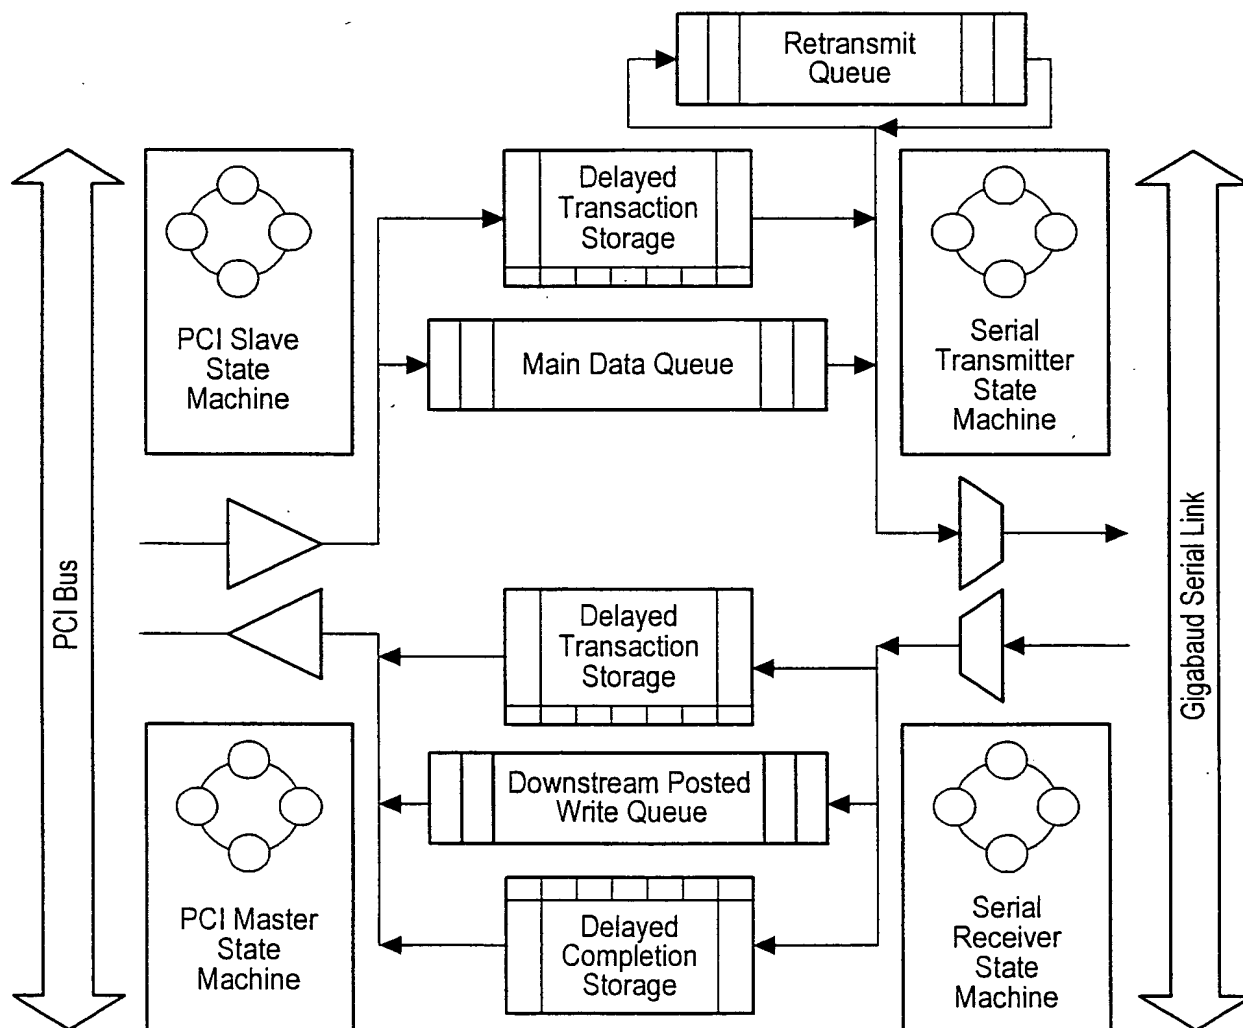 Retransmit
Queue
Delayed
Transaction
Storage
PCI Slave
State
Machine
Main Data Queue
Serial
Transmitter
State
Machine
PCI Bus
Gigabaud Serial Link
Delayed
Transaction
Storage
Downstream Posted
Write Queue
PCI Master
State
Machine
Delayed
Completion
Storage
Serial
Receiver
State
Machine